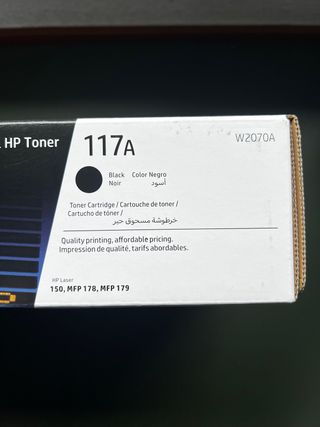 HP Toner
117A
W2070A
Black Color Negro
Noir أسود
Toner Cartridge / Cartouche de toner /
Cartucho de tóner /
خرطوشة مسحوق حبر
Quality printing, affordable pricing.
Impression de qualité, tarifs abordables.
HP Laser
150, MFP 178, MFP 179